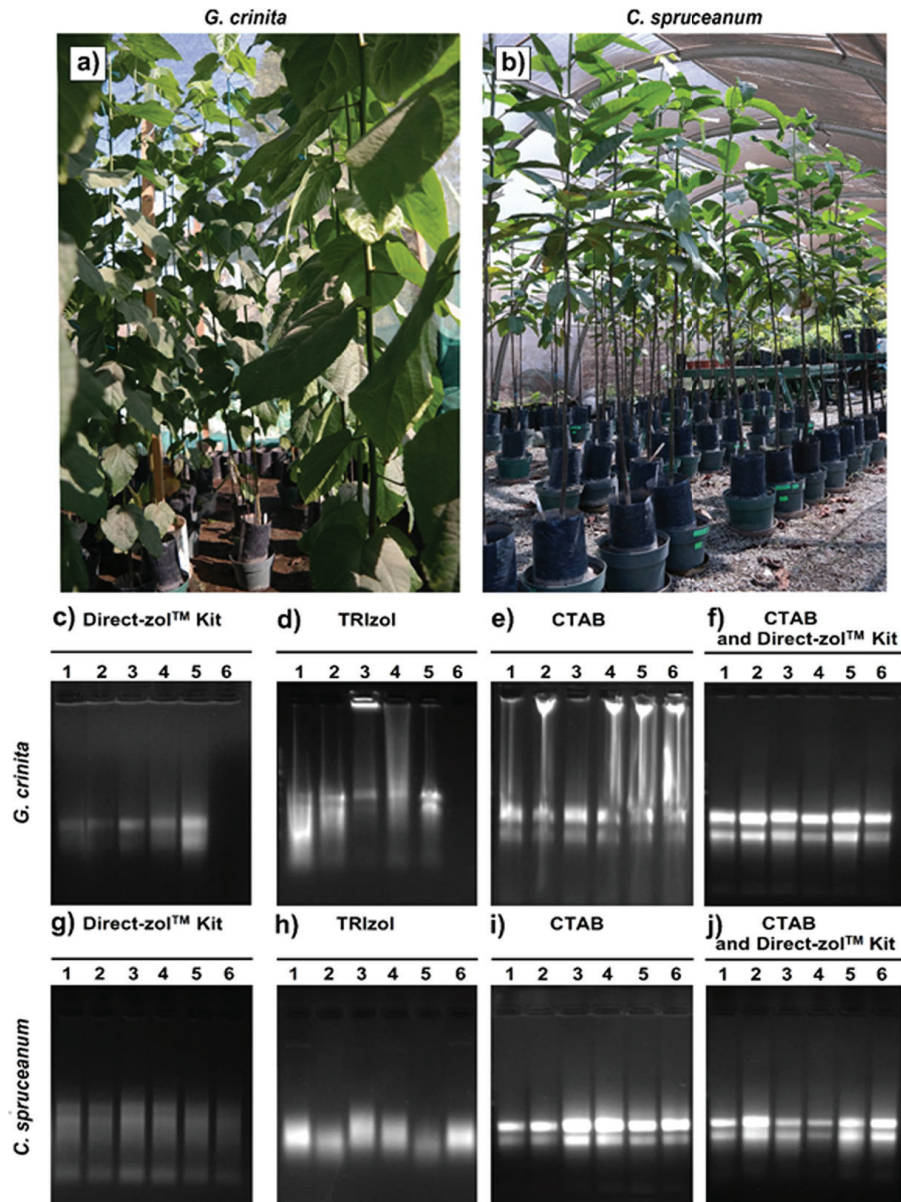 G. crinita
C. spruceanum
a)
b)
c) Direct-zol™ Kit
d) TRIzol
e) CTAB
f) CTAB
and Direct-zol™ Kit
1 2 3 4 5 6
1 2 3 4 5 6
1 2 3 4 5 6
1 2 3 4 5 6
G. crinita
g) Direct-zol™ Kit
h) TRIzol
i) CTAB
j) CTAB
and Direct-zol™ Kit
1 2 3 4 5 6
1 2 3 4 5 6
1 2 3 4 5 6
1 2 3 4 5 6
C. spruceanum